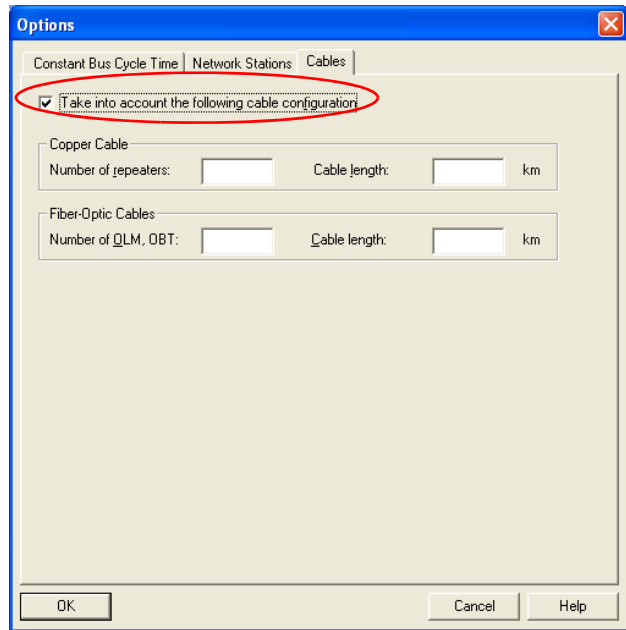 Options
Constant Bus Cycle Time Network Stations Cables
Take into account the following cable configuration
Copper Cable
Number of repeaters: Cable length: km
Fiber-Optic Cables
Number of OLM, OBT: Cable length: km
OK Cancel Help